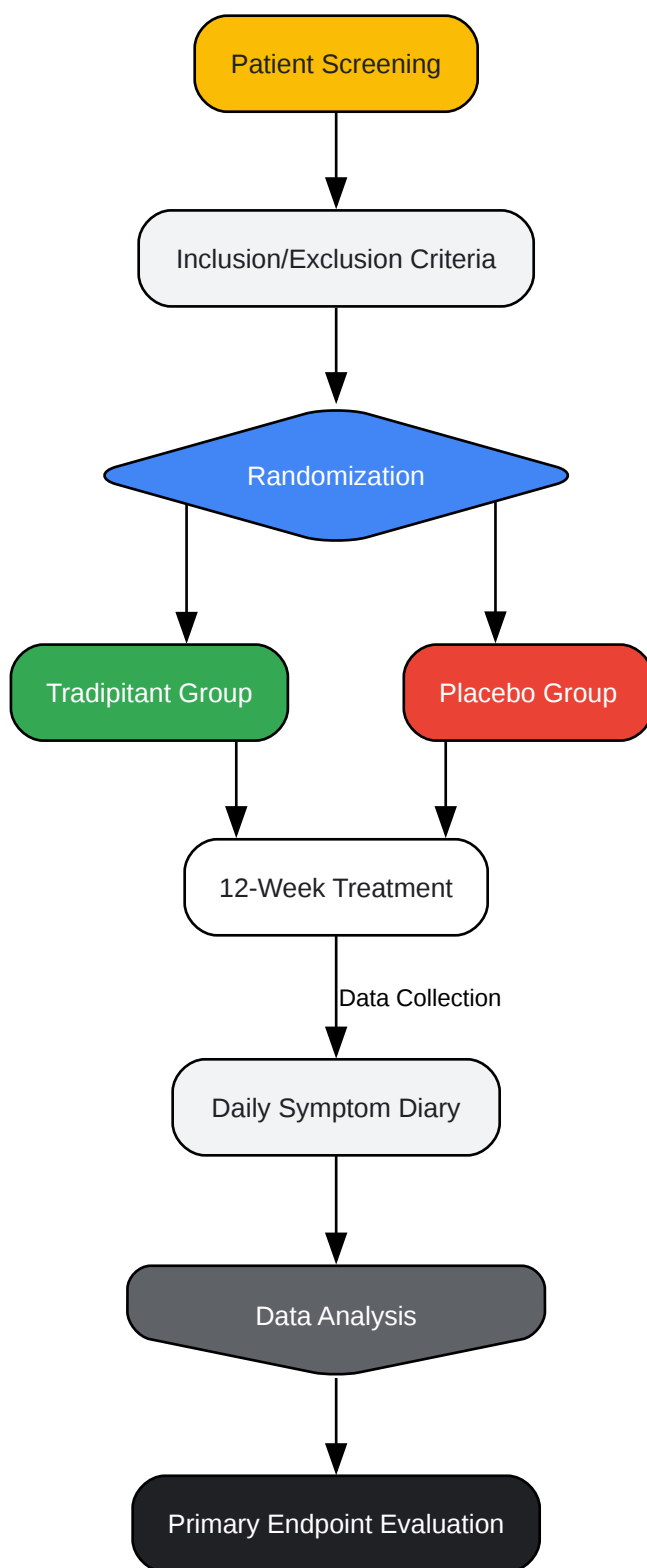 Patient Screening
Inclusion/Exclusion Criteria
Randomization
Tradipitant Group
Placebo Group
12-Week Treatment
Data Collection
Daily Symptom Diary
Data Analysis
Primary Endpoint Evaluation